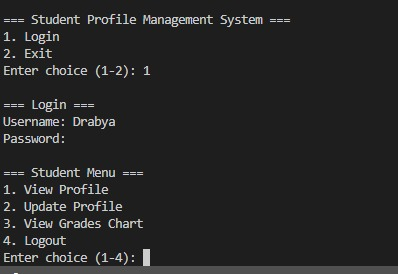 === Student Profile Management System ===
1. Login
2. Exit
Enter choice (1-2): 1
=== Login ===
Username: Drabya
Password:
=== Student Menu ===
1. View Profile
2. Update Profile
3. View Grades Chart
4. Logout
Enter choice (1-4):